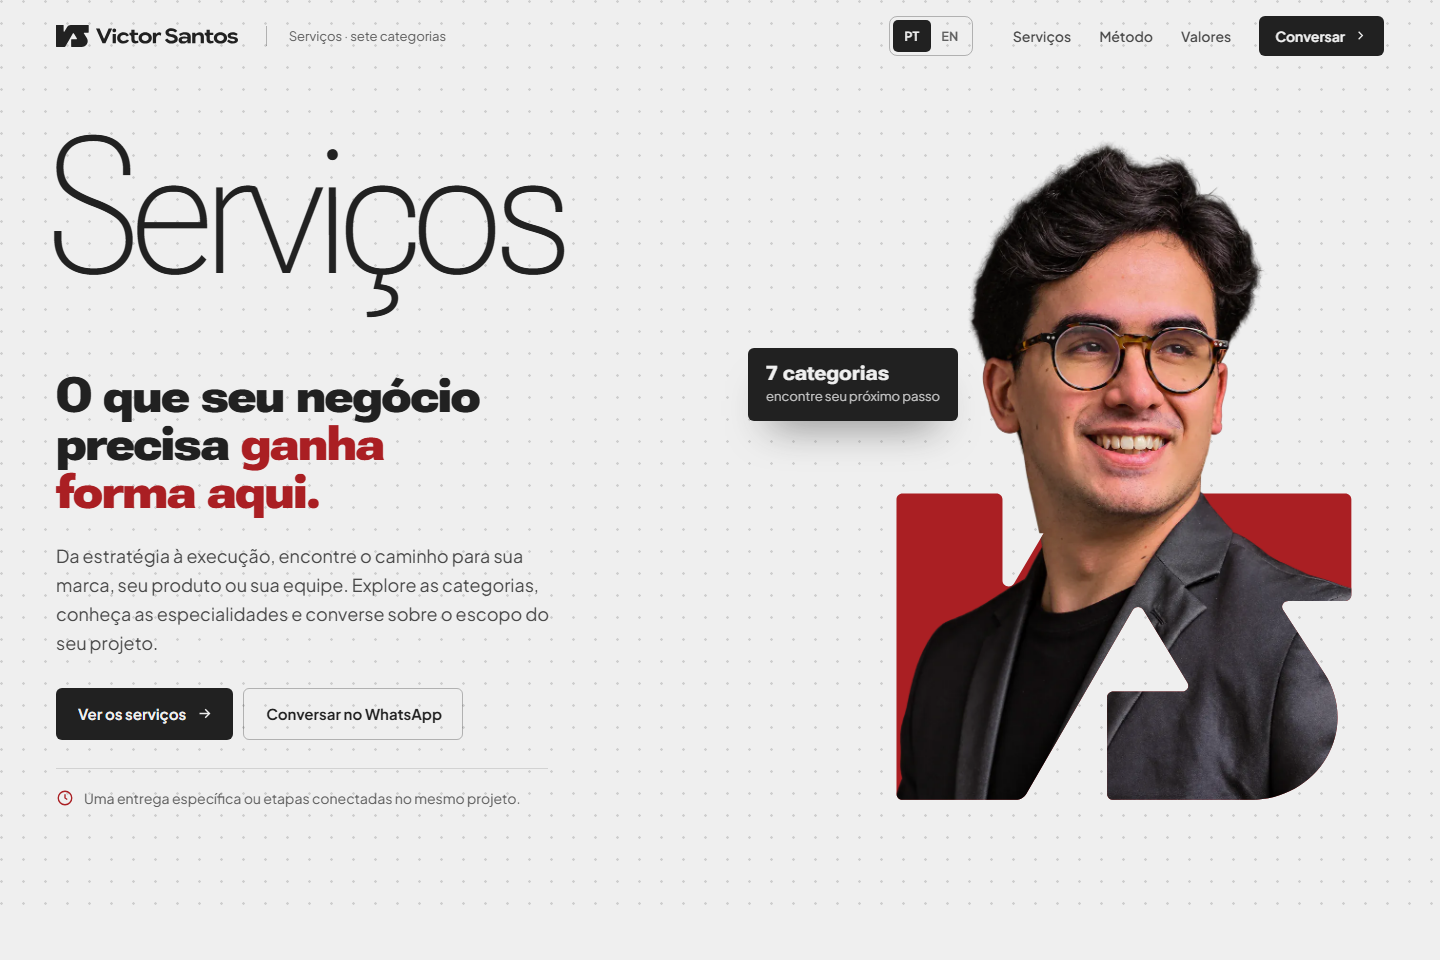 Victor Santos
Serviços · sete categorias
PT EN
Serviços
Método
Valores
Conversar
Serviços
O que seu negócio
precisa ganha
forma aqui.
Da estratégia à execução, encontre o caminho para sua
marca, seu produto ou sua equipe. Explore as categorias,
conheça as especialidades e converse sobre o escopo do
seu projeto.
Ver os serviços
Conversar no WhatsApp
Uma entrega específica ou etapas conectadas no mesmo projeto.
7 categorias
encontre seu próximo passo